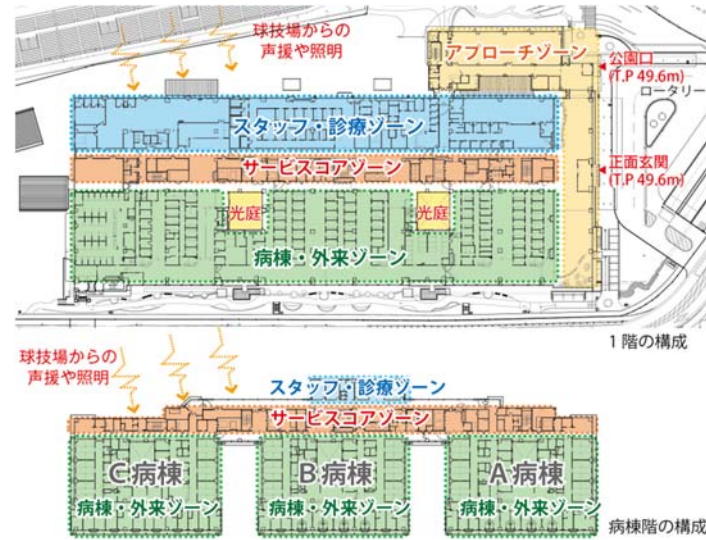 球技場からの
声援や照明
アプローチゾーン
公園口
(T.P 49.6m)
ロータリー
スタッフ・診療ゾーン
サービスコアゾーン
正面玄関
(T.P 49.6m)
光庭
光庭
病棟・外来ゾーン
1階の構成
球技場からの
声援や照明
スタッフ・診療ゾーン
サービスコアゾーン
C病棟
B病棟
A病棟
病棟・外来ゾーン
病棟・外来ゾーン
病棟・外来ゾーン
病棟階の構成